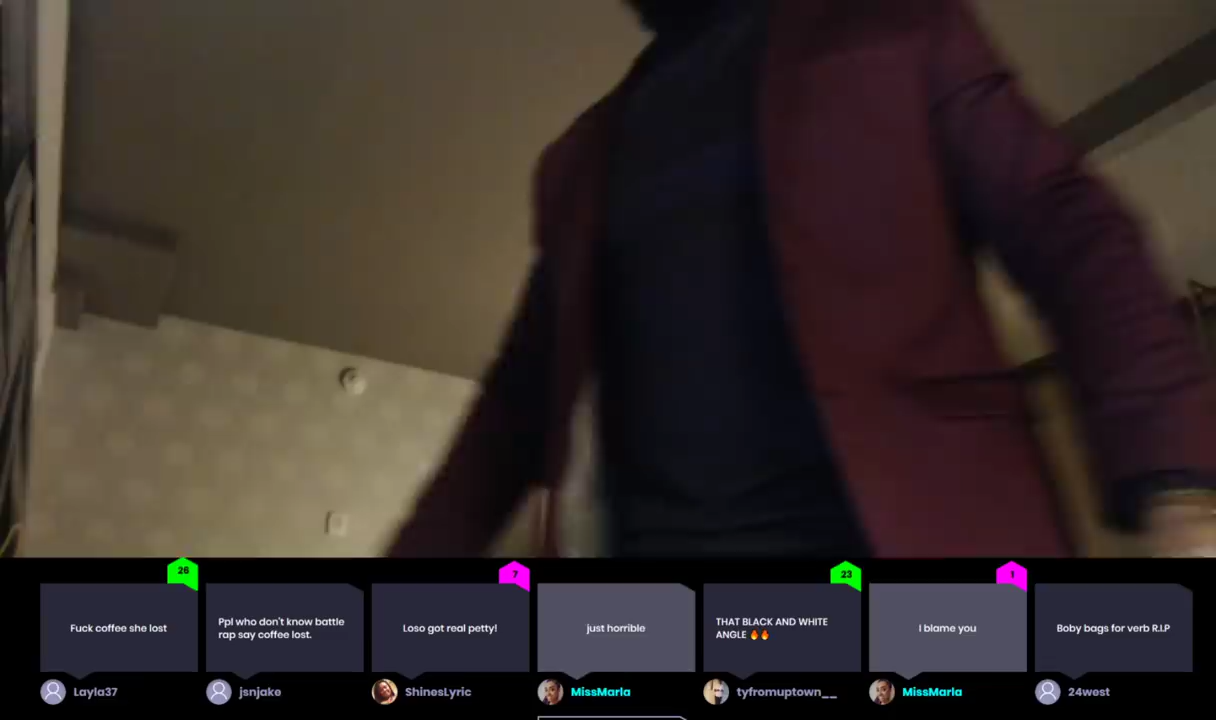 26
7
23
1
Fuck coffee she lost
Ppl who don't know battle
rap say coffee lost.
Loso got real petty!
just horrible
THAT BLACK AND WHITE
ANGLE 🔥🔥
I blame you
Boby bags for verb R.I.P
Layla37
jsnjake
ShinesLyric
MissMarla
tyfromuptown__
MissMarla
24west